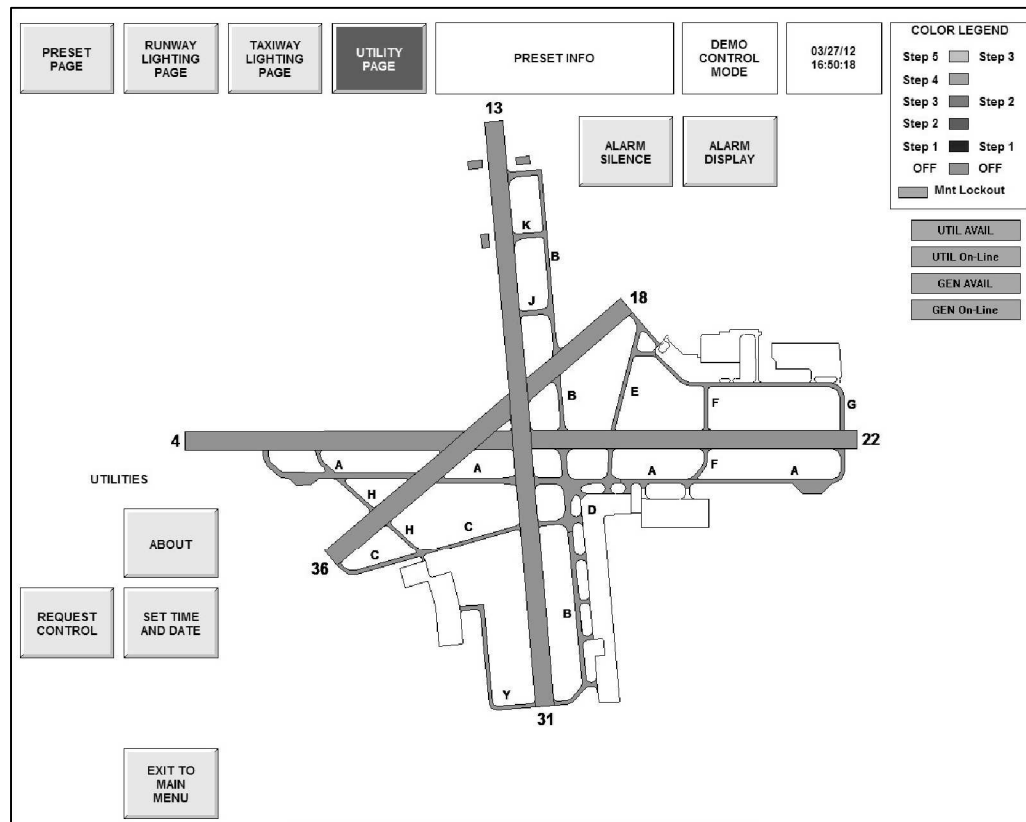 PRESET
PAGE
RUNWAY
LIGHTING
PAGE
TAXIWAY
LIGHTING
PAGE
UTILITY
PAGE
PRESET INFO
DEMO
CONTROL
MODE
03/27/12
16:50:18
COLOR LEGEND
Step 5 Step 3
Step 4
Step 3 Step 2
Step 2
Step 1 Step 1
OFF OFF
Mnt Lockout
UTIL AVAIL
UTIL On-Line
GEN AVAIL
GEN On-Line
ALARM
SILENCE
ALARM
DISPLAY
13
K
B
J
18
E
B
F
G
4
22
A
A
A
F
A
H
H
C
C
D
36
B
Y
31
UTILITIES
ABOUT
REQUEST
CONTROL
SET TIME
AND DATE
EXIT TO
MAIN
MENU